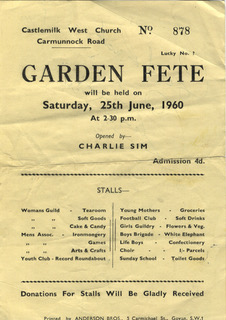 Castlemilk West Church
Carmunnock Road
Nº 878
Lucky No. ?
GARDEN FETE
will be held on
Saturday, 25th June, 1960
At 2-30 p.m.
Opened by—
CHARLIE SIM
Admission 4d.
STALLS—
Womans Guild - Tearoom
„ „ Soft Goods
„ „ Cake & Candy
Mens Assoc. - Ironmongery
„ „ Games
„ „ Arts & Crafts
Youth Club - Record Roundabout
Young Mothers - Groceries
Football Club - Soft Drinks
Girls Guildry - Flowers & Veg.
Boys Brigade - White Elephant
Life Boys - Confectionery
Choir - - 1/- Parcels
Sunday School - Toilet Goods
Donations For Stalls Will Be Gladly Received
Printed by ANDERSON BROS., 5 Carmichael St., Govan, S.W.1